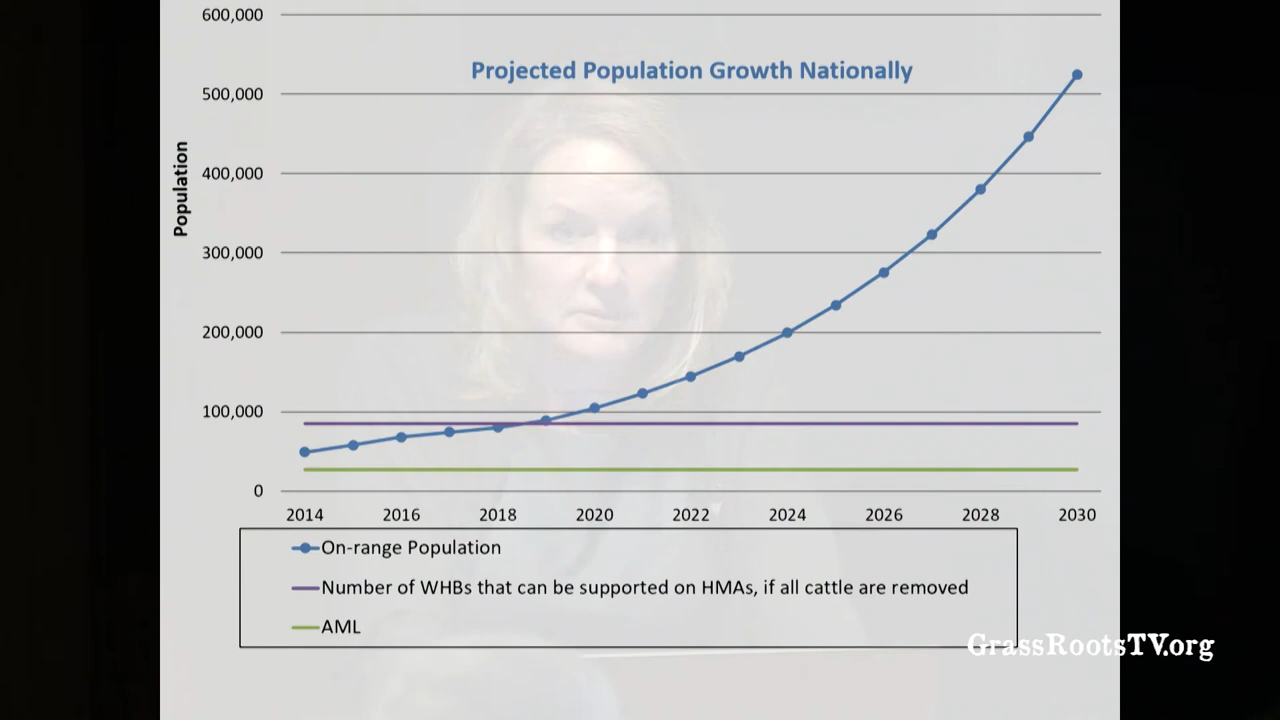 600,000
Projected Population Growth Nationally
500,000
Population
400,000
300,000
200,000
100,000
0
2014 2016 2018 2020 2022 2024 2026 2028 2030
On-range Population
Number of WHBs that can be supported on HMAs, if all cattle are removed
AML
GrassRootsTV.org